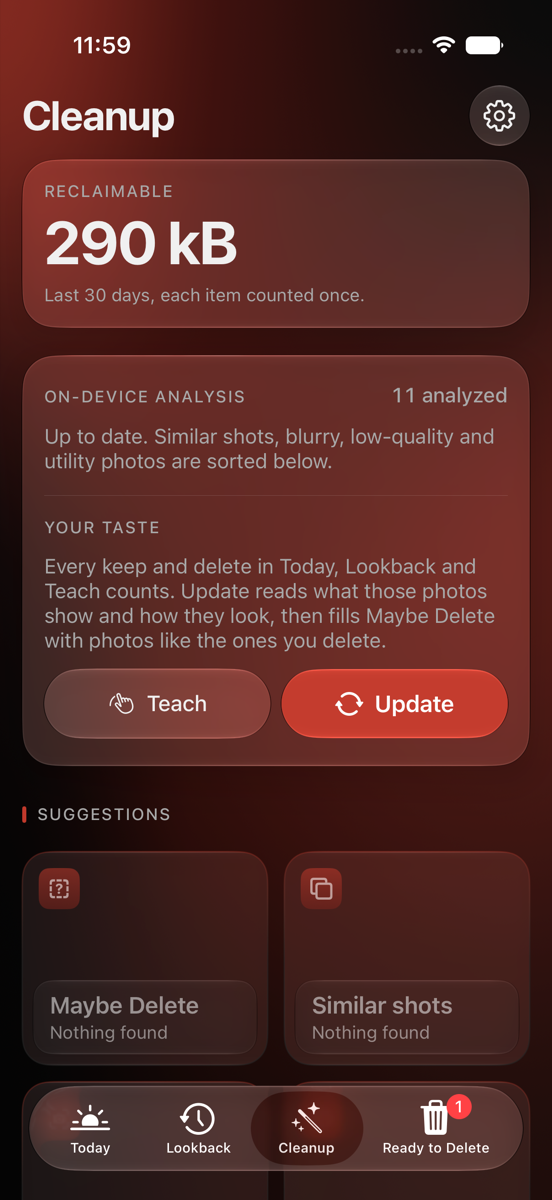 11:59
Cleanup
RECLAIMABLE
290 kB
Last 30 days, each item counted once.
ON-DEVICE ANALYSIS
11 analyzed
Up to date. Similar shots, blurry, low-quality and
utility photos are sorted below.
YOUR TASTE
Every keep and delete in Today, Lookback and
Teach counts. Update reads what those photos
show and how they look, then fills Maybe Delete
with photos like the ones you delete.
Teach
Update
SUGGESTIONS
?
Maybe Delete
Nothing found
Similar shots
Nothing found
1
Today
Lookback
Cleanup
Ready to Delete